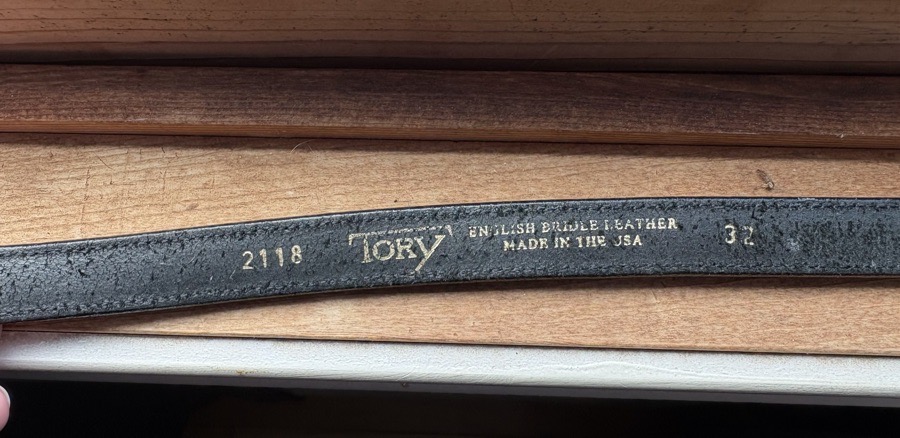 2118
TORY
ENGLISH BRIDLE LEATHER
MADE IN THE USA
32